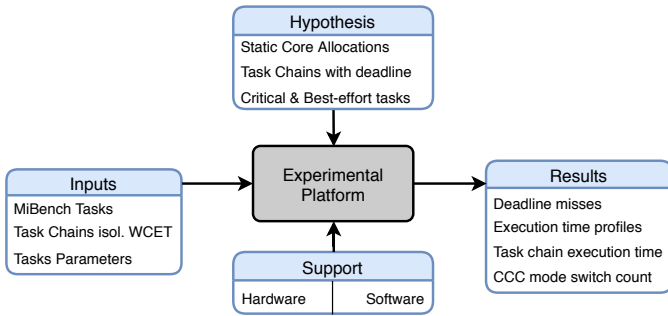 Hypothesis
Static Core Allocations
Task Chains with deadline
Critical & Best-effort tasks
Inputs
MiBench Tasks
Task Chains isol. WCET
Tasks Parameters
Experimental
Platform
Results
Deadline misses
Execution time profiles
Task chain execution time
CCC mode switch count
Support
Hardware Software